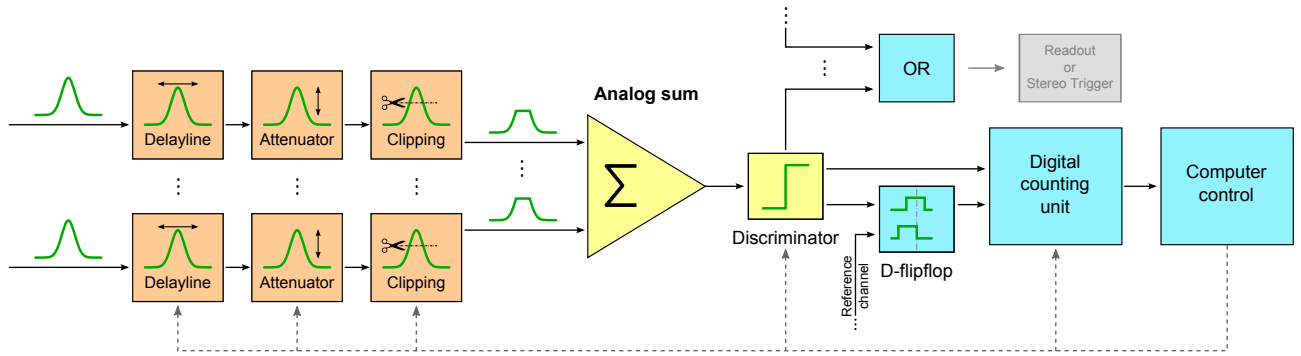 Readout
or
Stereo Trigger
OR
Analog sum
Delayline
Attenuator
Clipping
Σ
Digital
counting
unit
Computer
control
Delayline
Attenuator
Clipping
Discriminator
D-flipflop
Reference
channel